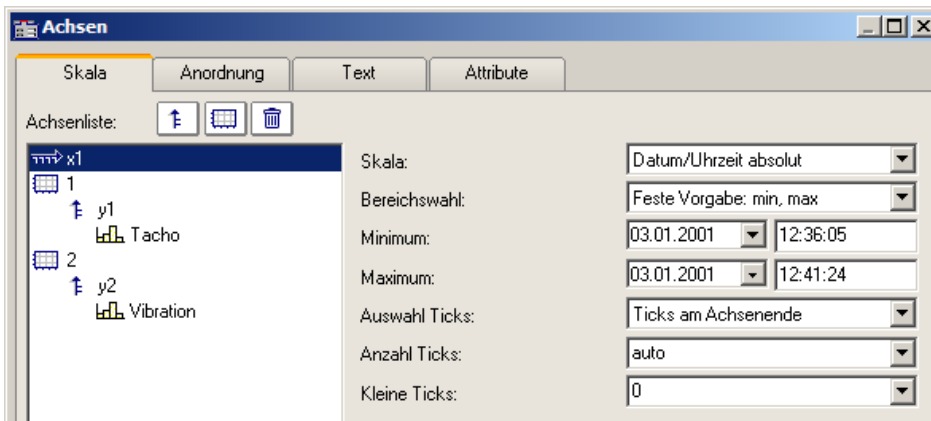 Achsen
Skala Anordnung Text Attribute
Achsenliste:
x1
1
y1
Tacho
2
y2
Vibration
Skala: Datum/Uhrzeit absolut
Bereichswahl: Feste Vorgabe: min, max
Minimum: 03.01.2001 12:36:05
Maximum: 03.01.2001 12:41:24
Auswahl Ticks: Ticks am Achsenende
Anzahl Ticks: auto
Kleine Ticks: 0